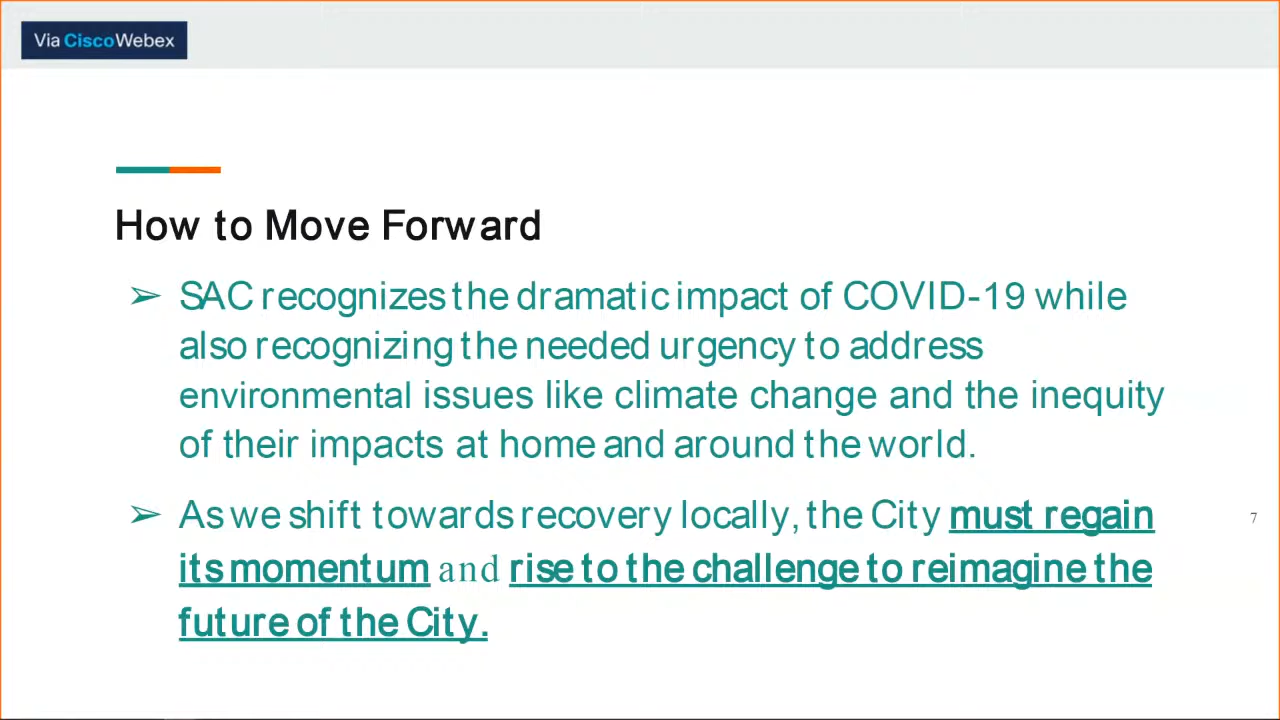 Via CiscoWebex
How to Move Forward
➢ SAC recognizes the dramatic impact of COVID-19 while
also recognizing the needed urgency to address
environmental issues like climate change and the inequity
of their impacts at home and around the world.
➢ As we shift towards recovery locally, the City must regain
its momentum and rise to the challenge to reimagine the
future of the City.
7